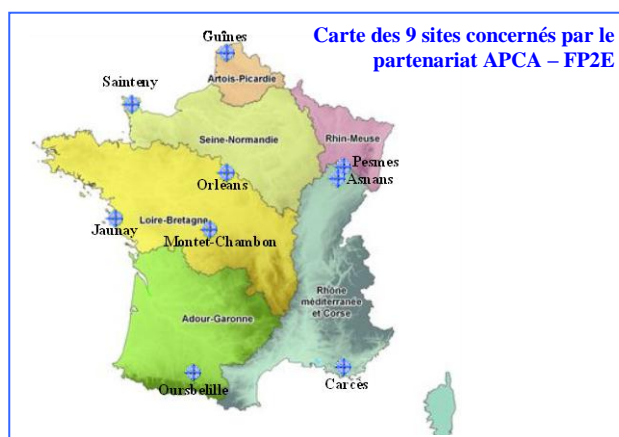 Carte des 9 sites concernés par le
partenariat APCA – FP2E
Guînes
Artois-Picardie
Sainteny
Seine-Normandie
Rhin-Meuse
Pesmes
Asnans
Orléans
Loire-Bretagne
Jaunay
Montet-Chambon
Rhône
méditerranée
et Corse
Adour-Garonne
Oursbelille
Carcés